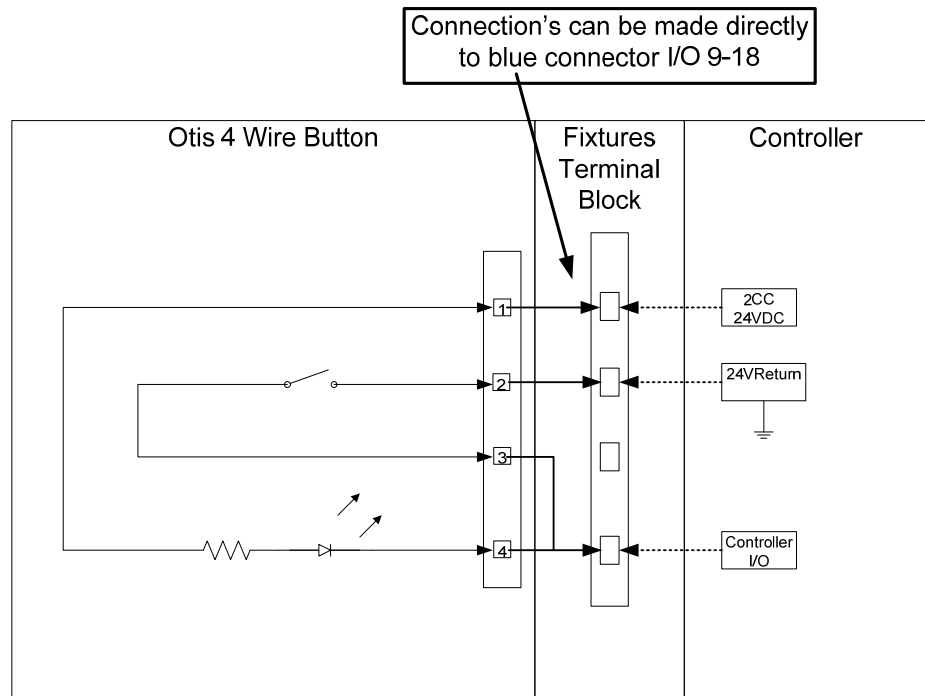 Connection's can be made directly
to blue connector I/O 9-18
Otis 4 Wire Button
Fixtures
Terminal
Block
Controller
1
2CC
24VDC
2
24VReturn
3
4
Controller
I/O